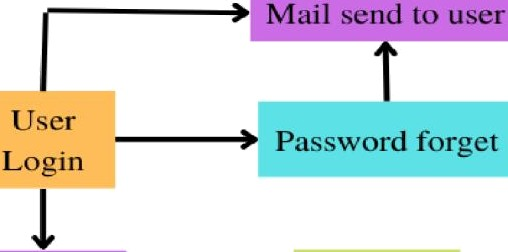 Mail send to user
User
Login
Password forget